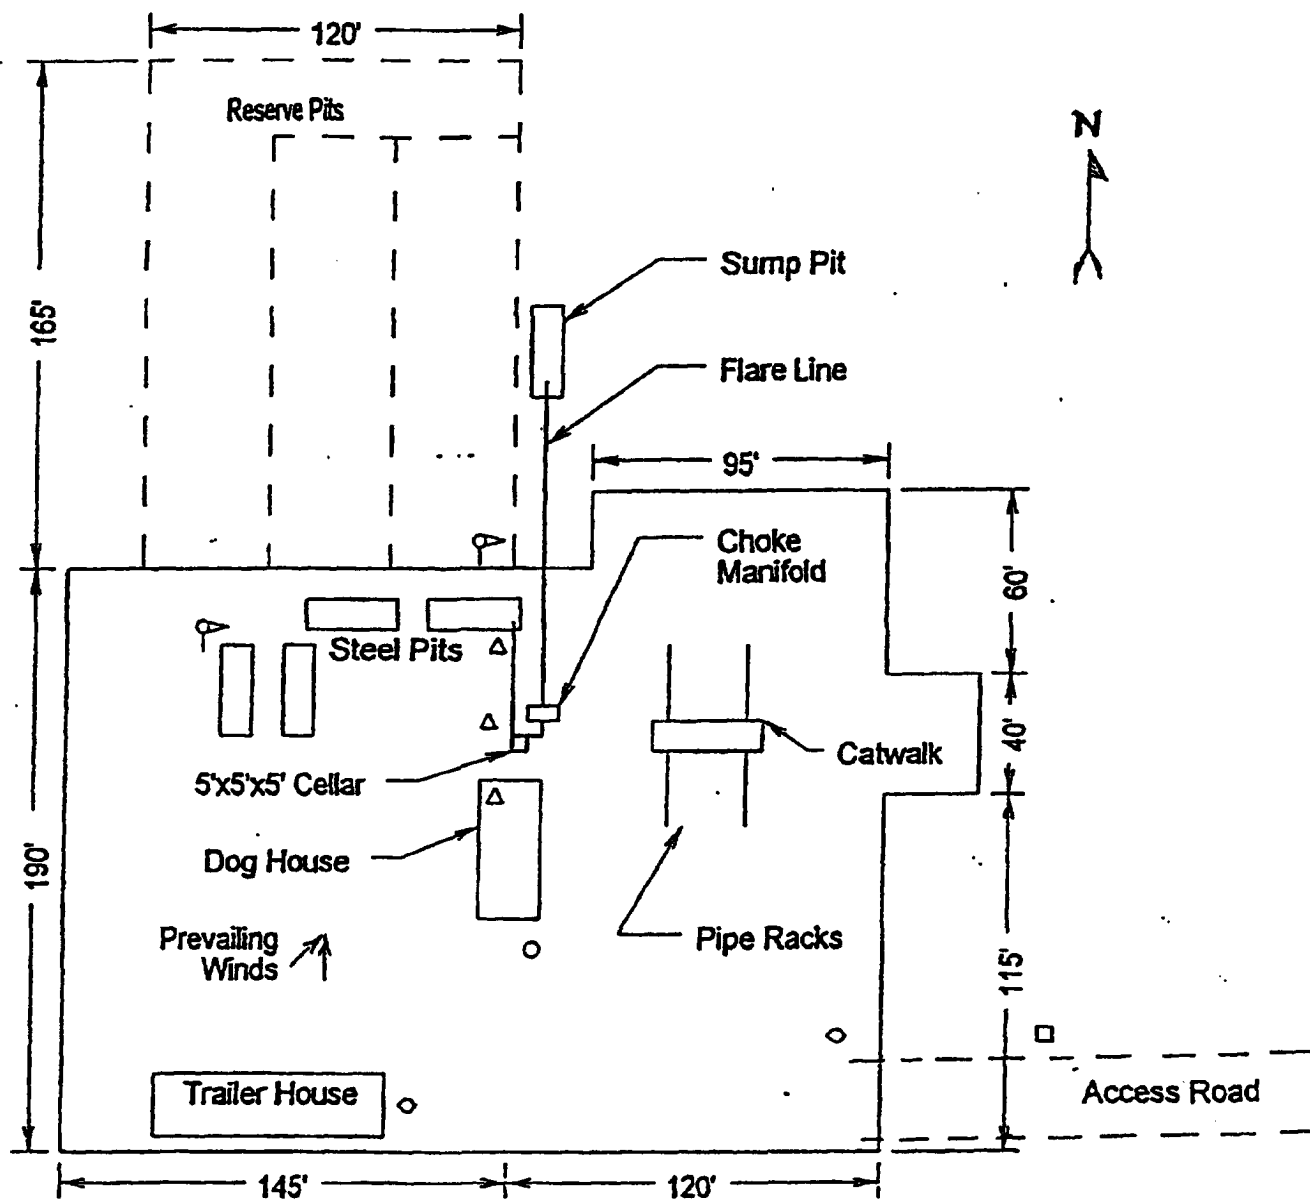 120'
Reserve Pits
N
165'
Sump Pit
Flare Line
95'
Choke
Manifold
60'
Steel Pits
40'
Catwalk
5'x5'x5' Cellar
190'
Dog House
Prevailing
Winds
Pipe Racks
115'
Trailer House
Access Road
145'
120'